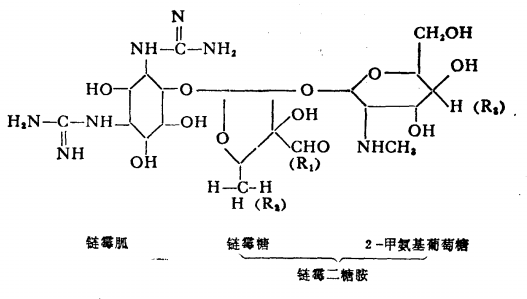 N
NH-C-NH₂
CH₂OH
HO
O
O
O
OH
H₂N-C-NH
OH
O
OH
H (R₂)
NH
OH
CHO
(R₁)
OH
NHCH₃
H-C-H
H (R₃)
链霉胍 链霉糖 2-甲氨基葡萄糖
链霉二糖胺